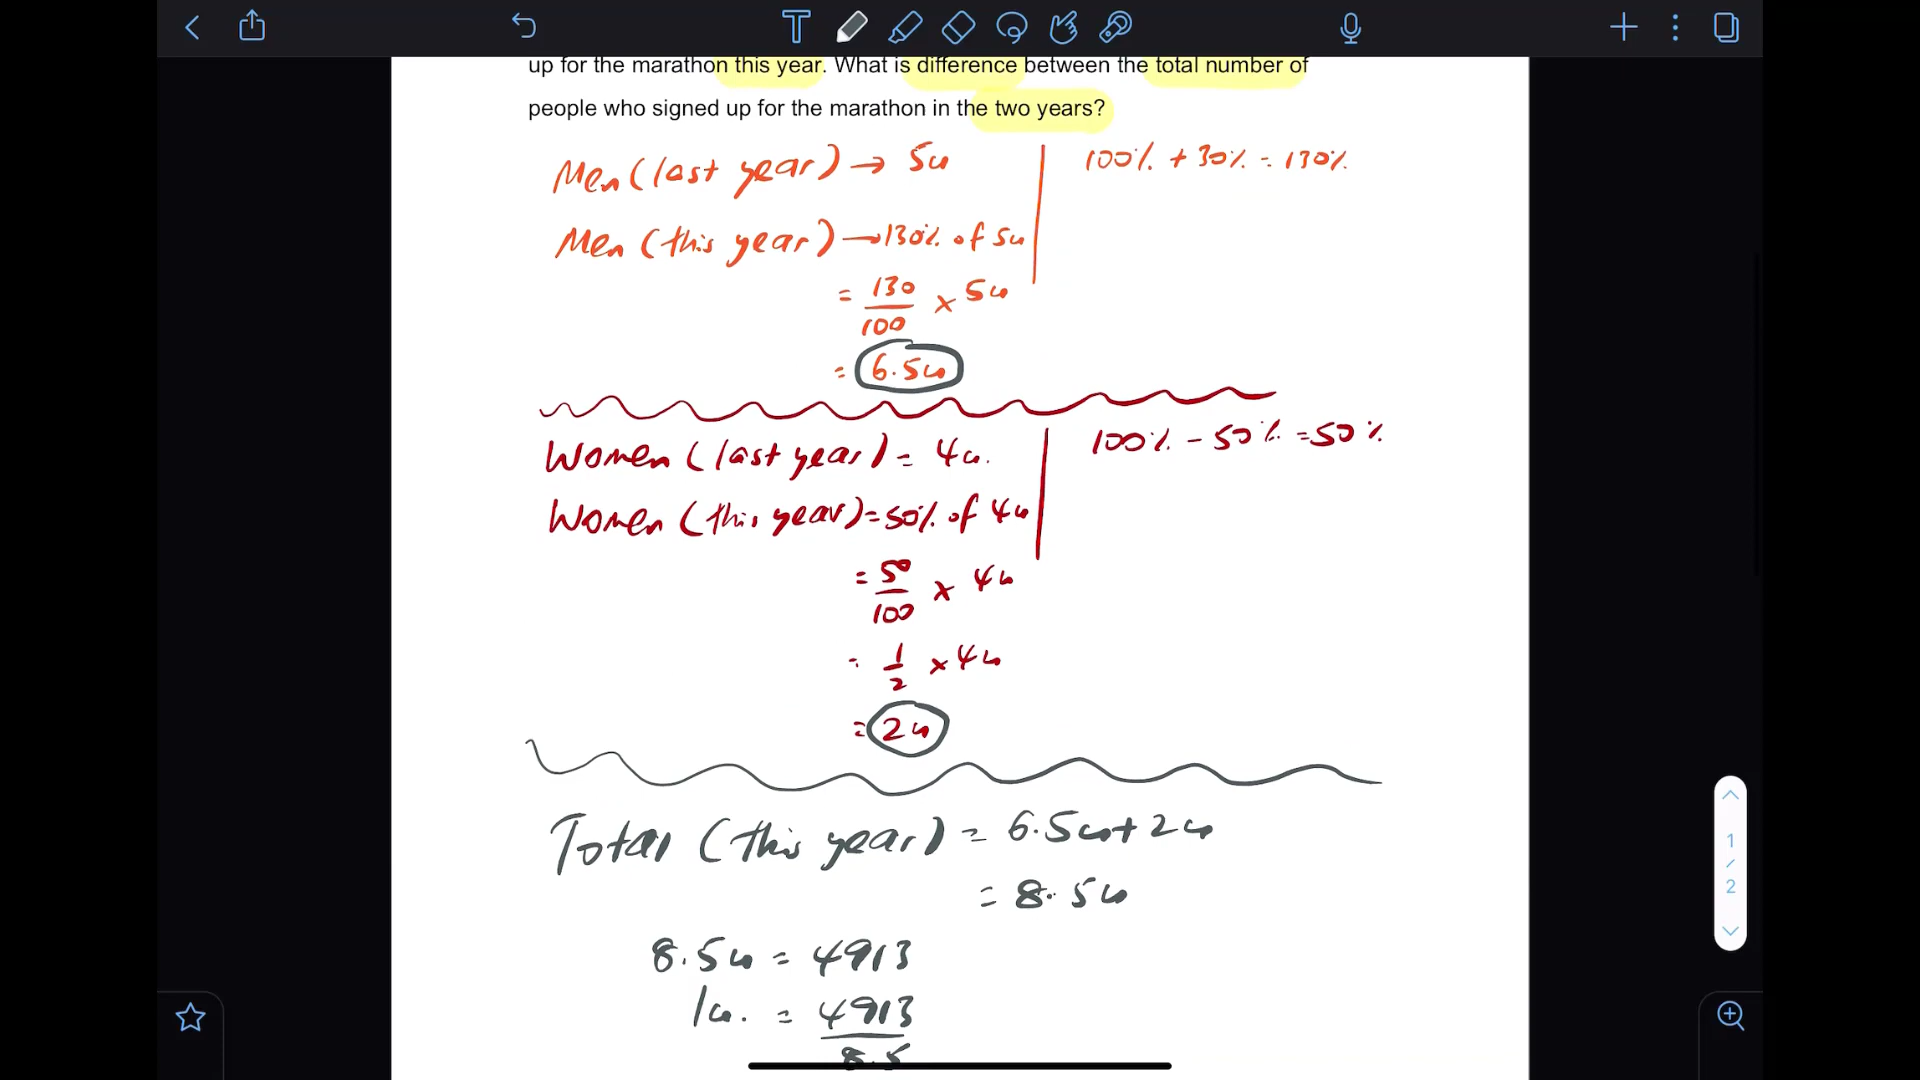 up for the marathon this year. What is difference between the total number of
people who signed up for the marathon in the two years?
Men (last year) → 5u
100% + 30% = 130%
Men (this year) → 130% of 5u
= 130/100 × 5u
= 6.5u
Women (last year) = 4u.
100% - 50% = 50%
Women (this year) = 50% of 4u
= 50/100 × 4u
= 1/2 × 4u
= 2u
Total (this year) = 6.5u + 2u
= 8.5u
8.5u = 4913
1u. = 4913/8.5
1
/
2